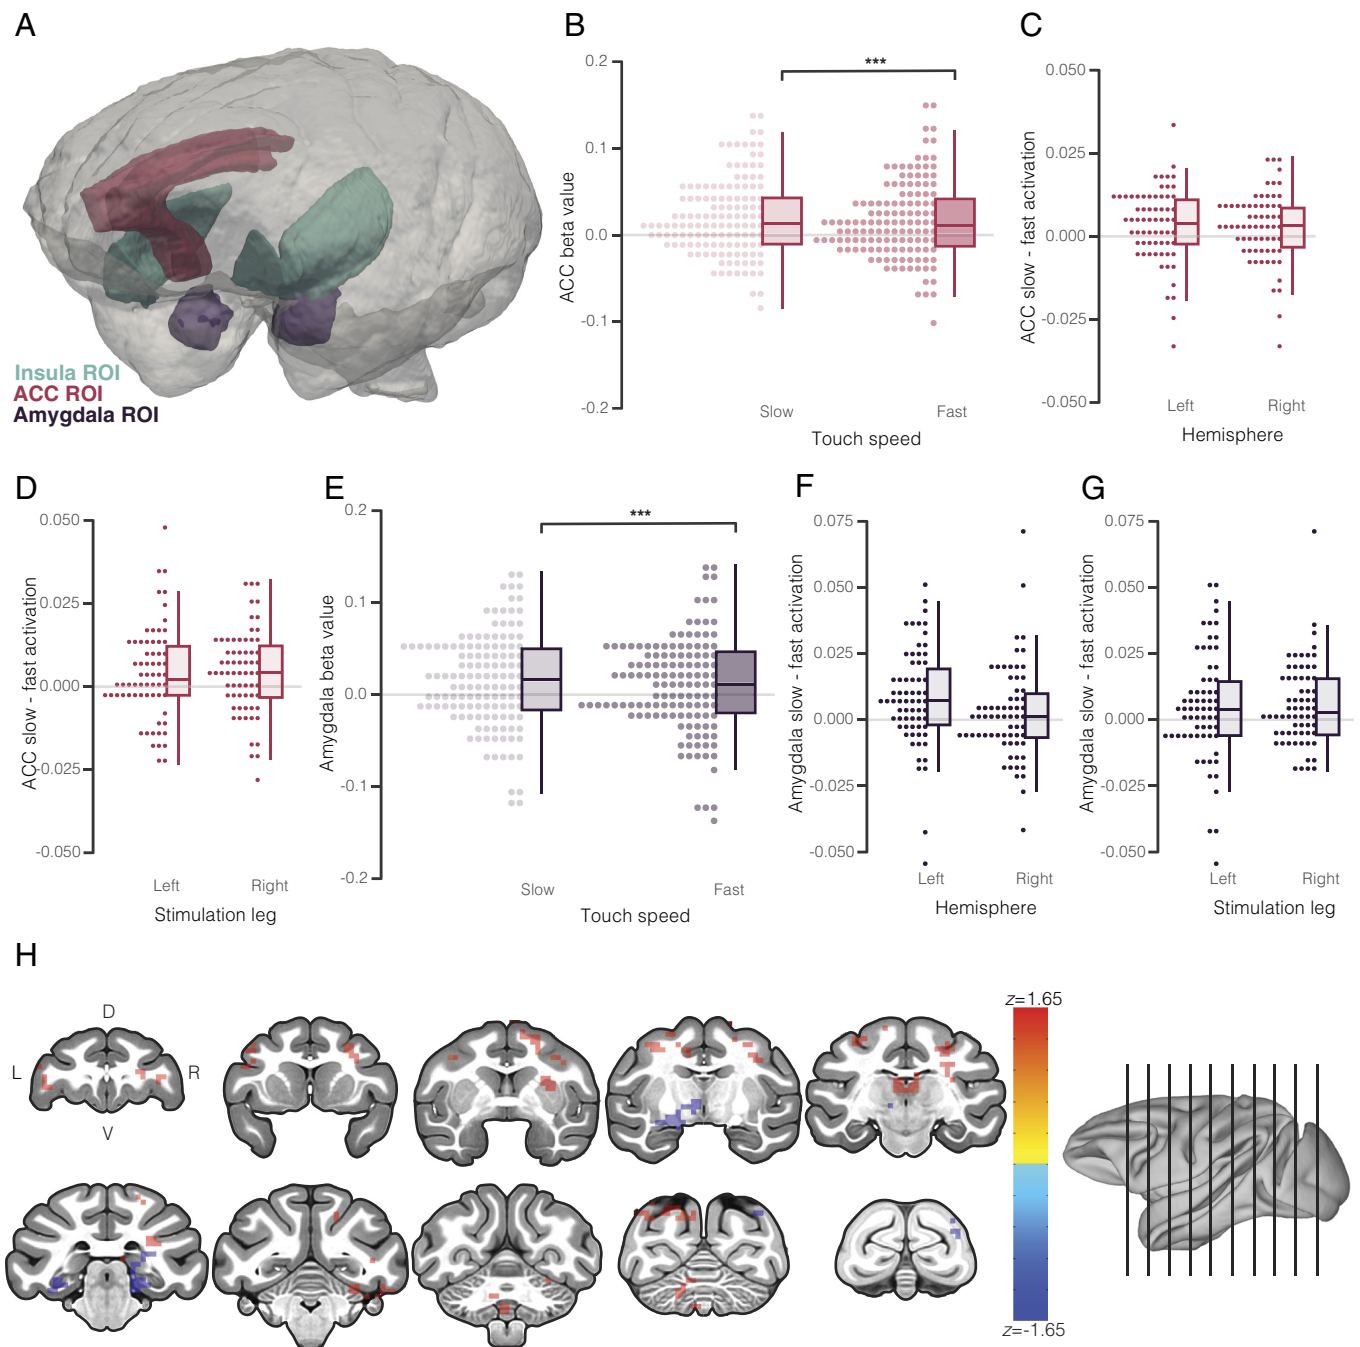 A
Insula ROI
ACC ROI
Amygdala ROI
B
0.2
0.1
0.0
-0.1
-0.2
ACC beta value
***
Slow
Fast
Touch speed
C
0.050
0.025
0.000
-0.025
-0.050
ACC slow - fast activation
Left
Right
Hemisphere
D
0.050
0.025
0.000
-0.025
-0.050
ACC slow - fast activation
Left
Right
Stimulation leg
E
0.2
0.1
0.0
-0.1
-0.2
Amygdala beta value
***
Slow
Fast
Touch speed
F
0.075
0.050
0.025
0.000
-0.025
-0.050
Amygdala slow - fast activation
Left
Right
Hemisphere
G
0.075
0.050
0.025
0.000
-0.025
-0.050
Amygdala slow - fast activation
Left
Right
Stimulation leg
H
D
L
R
V
z=1.65
z=-1.65